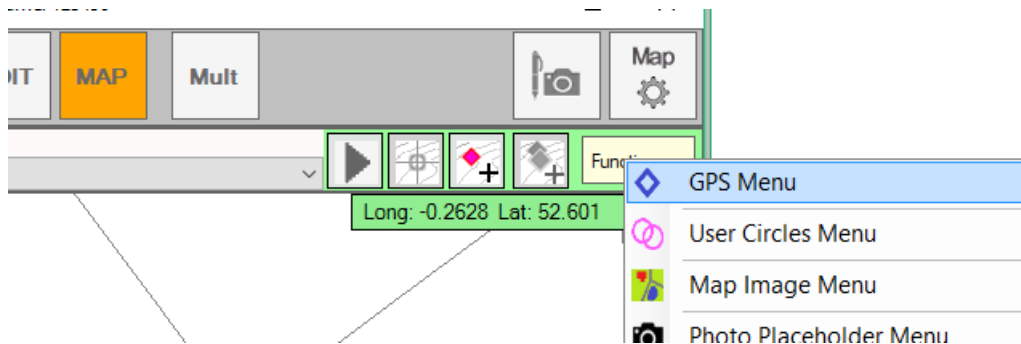 MAP
Mult
Map
GPS Menu
Long: -0.2628 Lat: 52.601
User Circles Menu
Map Image Menu
Photo Placeholder Menu